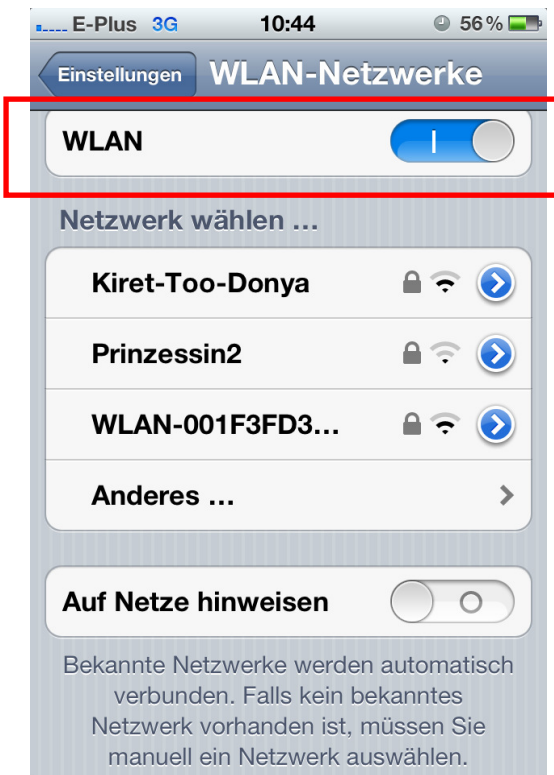 E-Plus 3G 10:44 56 %
Einstellungen WLAN-Netzwerke
WLAN
Netzwerk wählen ...
Kiret-Too-Donya
Prinzessin2
WLAN-001F3FD3...
Anderes ...
Auf Netze hinweisen
Bekannte Netzwerke werden automatisch
verbunden. Falls kein bekanntes
Netzwerk vorhanden ist, müssen Sie
manuell ein Netzwerk auswählen.